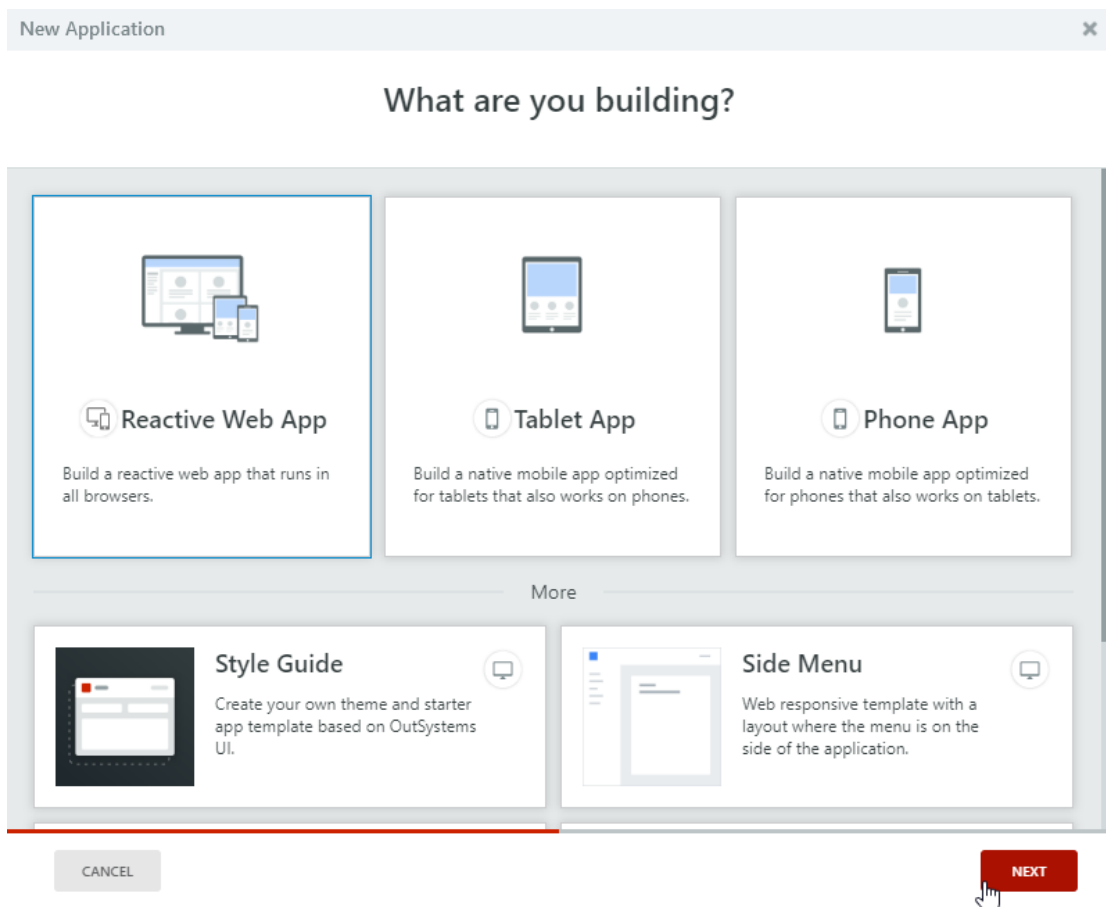 New Application
What are you building?
Reactive Web App
Build a reactive web app that runs in
all browsers.
Tablet App
Build a native mobile app optimized
for tablets that also works on phones.
Phone App
Build a native mobile app optimized
for phones that also works on tablets.
More
Style Guide
Create your own theme and starter
app template based on OutSystems
UI.
Side Menu
Web responsive template with a
layout where the menu is on the
side of the application.
CANCEL
NEXT